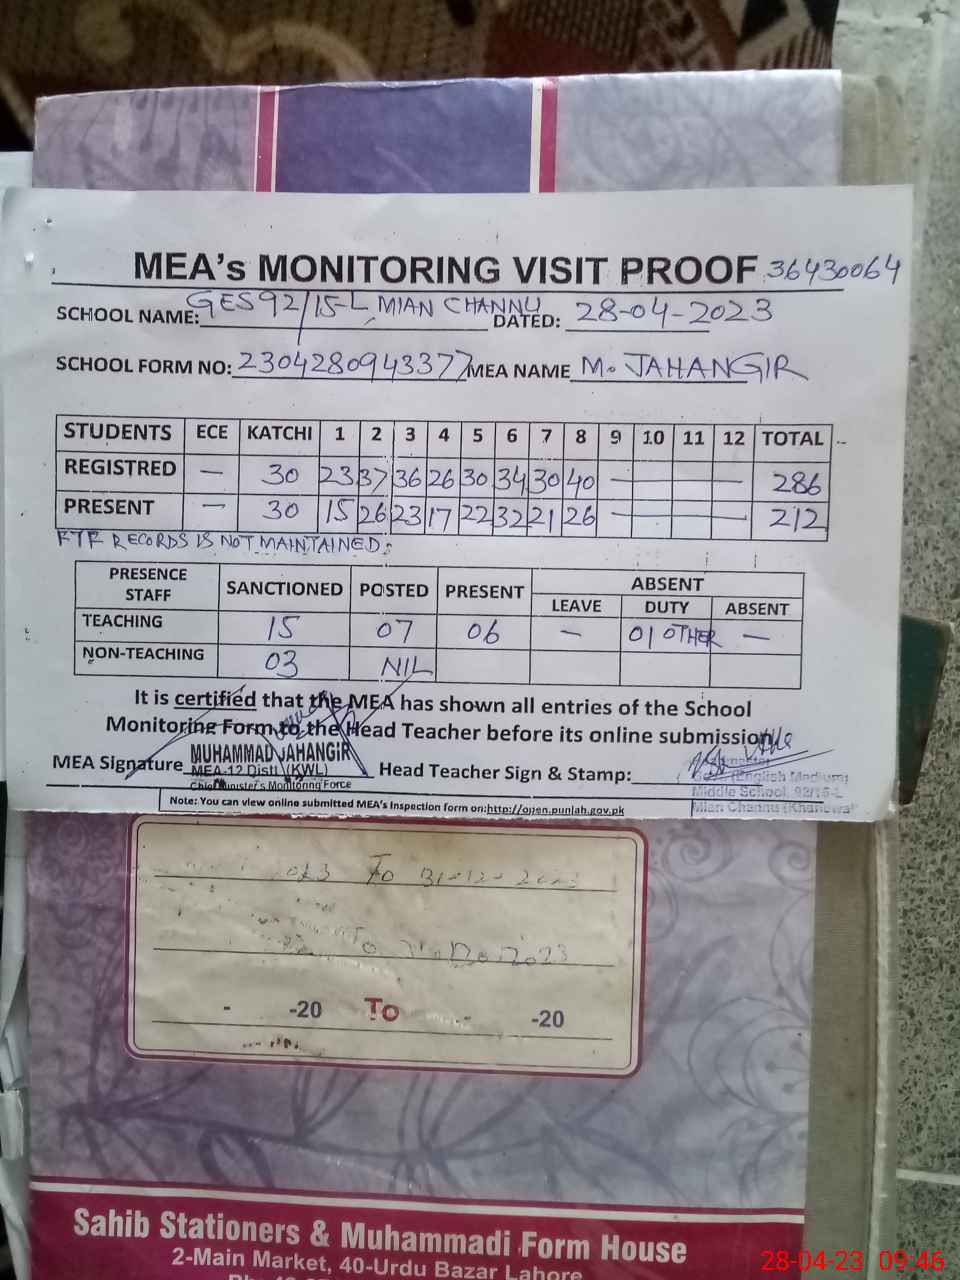 MEA's MONITORING VISIT PROOF 36430064
SCHOOL NAME: GES 92/15-L MIAN CHANNU DATED: 28-04-2023
SCHOOL FORM NO: 2304280943377 MEA NAME M. JAHANGIR
STUDENTS ECE KATCHI 1 2 3 4 5 6 7 8 9 10 11 12 TOTAL
REGISTRED — 30 23 37 36 26 30 34 30 40 — — — — 286
PRESENT — 30 15 26 23 17 22 32 21 26 — — — — 212
FTF RECORDS IS NOT MAINTAINED.
PRESENCE STAFF SANCTIONED POSTED PRESENT ABSENT
LEAVE DUTY ABSENT
TEACHING 15 07 06 — 01 OTHER —
NON-TEACHING 03 NIL
It is certified that the MEA has shown all entries of the School
Monitoring Form to the Head Teacher before its online submission
MEA Signature MUHAMMAD JAHANGIR Head Teacher Sign & Stamp:
MEA-12 Distt (KWL)
Chief Minister's Monitoring Force
(English Medium)
Middle School, 92/15-L
Mian Channu (Khanewal)
Note: You can view online submitted MEA's Inspection form on:http://open.punjab.gov.pk
To 31-12-2023
2023
- -20 To - -20
Sahib Stationers & Muhammadi Form House
2-Main Market, 40-Urdu Bazar Lahore
28-04-23 09:46